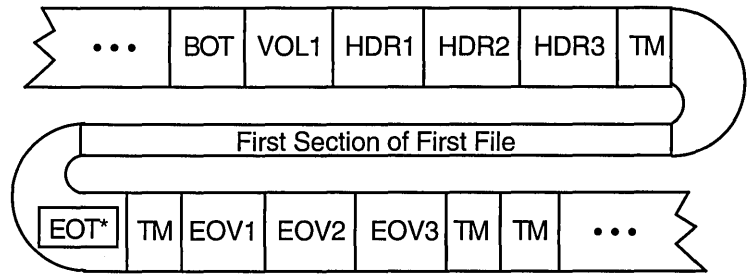 ... BOT VOL1 HDR1 HDR2 HDR3 TM
First Section of First File
EOT* TM EOV1 EOV2 EOV3 TM TM ...